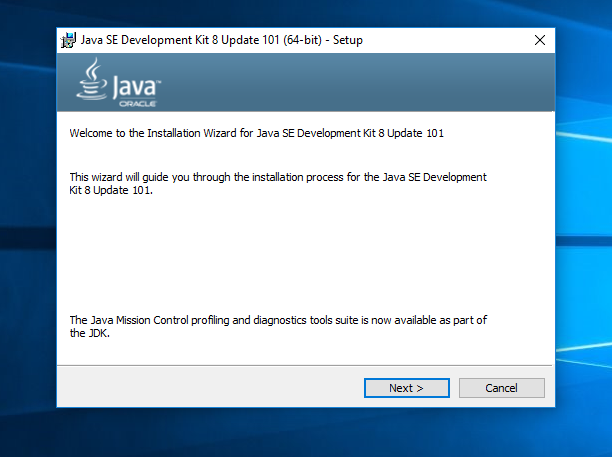 Java SE Development Kit 8 Update 101 (64-bit) - Setup
Java™
ORACLE
Welcome to the Installation Wizard for Java SE Development Kit 8 Update 101
This wizard will guide you through the installation process for the Java SE Development
Kit 8 Update 101.
The Java Mission Control profiling and diagnostics tools suite is now available as part of
the JDK.
Next >
Cancel